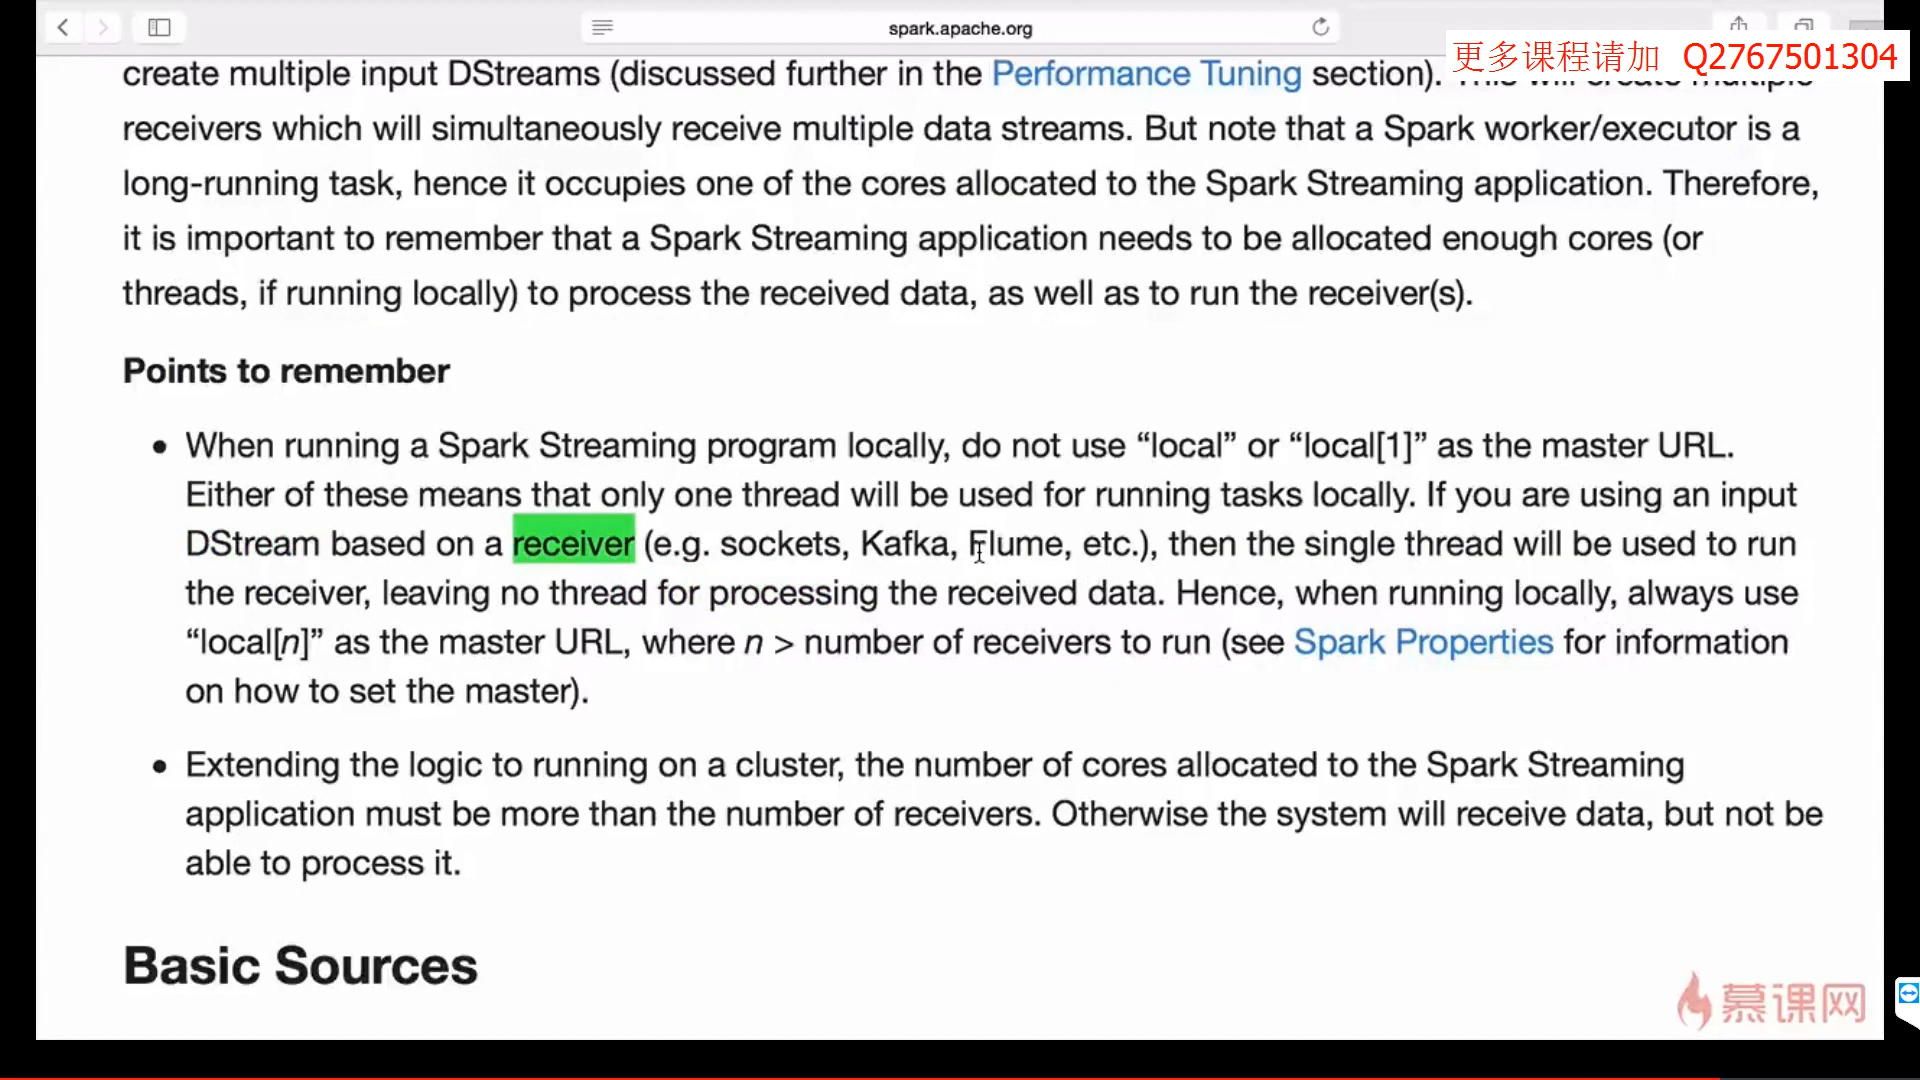 spark.apache.org
更多课程请加 Q2767501304
create multiple input DStreams (discussed further in the Performance Tuning section). This will create multiple
receivers which will simultaneously receive multiple data streams. But note that a Spark worker/executor is a
long-running task, hence it occupies one of the cores allocated to the Spark Streaming application. Therefore,
it is important to remember that a Spark Streaming application needs to be allocated enough cores (or
threads, if running locally) to process the received data, as well as to run the receiver(s).
Points to remember
• When running a Spark Streaming program locally, do not use “local” or “local[1]” as the master URL.
Either of these means that only one thread will be used for running tasks locally. If you are using an input
DStream based on a receiver (e.g. sockets, Kafka, Flume, etc.), then the single thread will be used to run
the receiver, leaving no thread for processing the received data. Hence, when running locally, always use
“local[n]” as the master URL, where n > number of receivers to run (see Spark Properties for information
on how to set the master).
• Extending the logic to running on a cluster, the number of cores allocated to the Spark Streaming
application must be more than the number of receivers. Otherwise the system will receive data, but not be
able to process it.
Basic Sources
慕课网